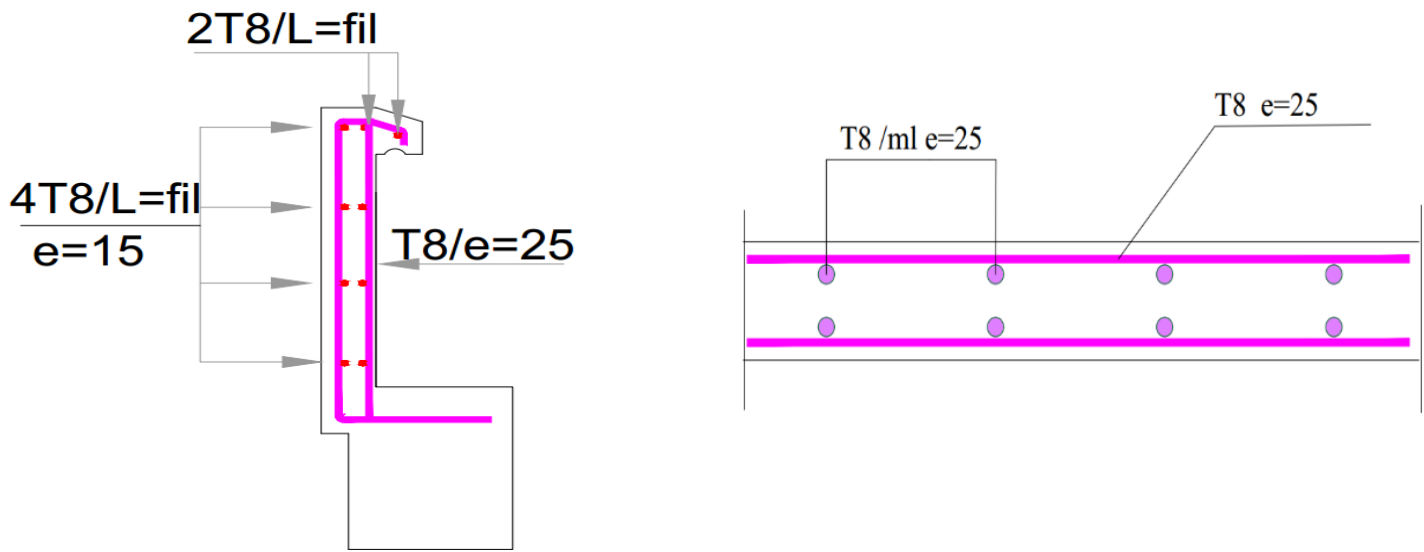 2T8/L=fil
4T8/L=fil
e=15
T8/e=25
T8 e=25
T8 /ml e=25